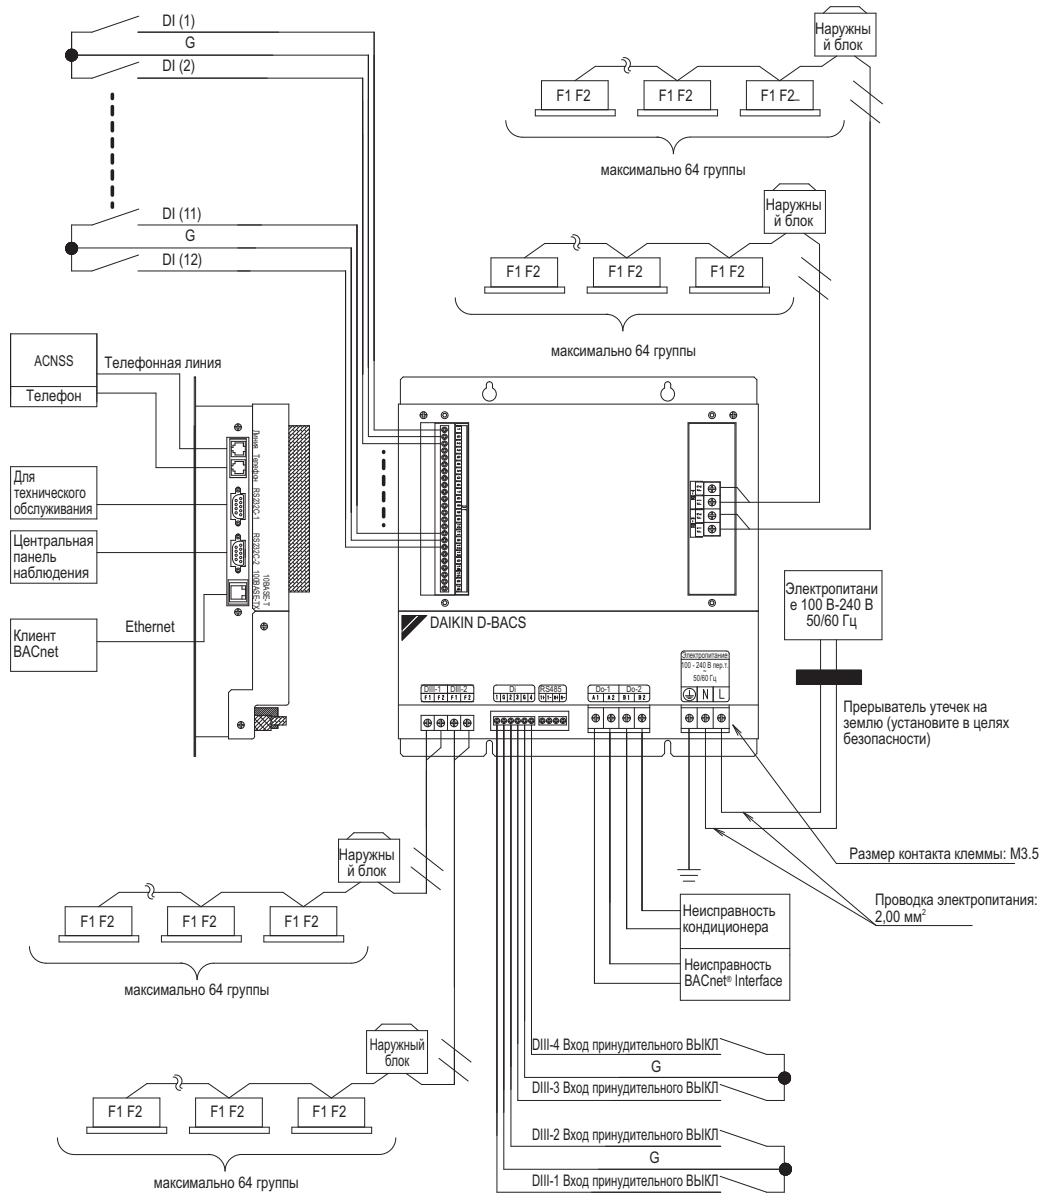 DI (1)
G
DI (2)
DI (11)
G
DI (12)
Наружны
й блок
F1 F2
F1 F2
F1 F2
максимально 64 группы
Наружны
й блок
F1 F2
F1 F2
F1 F2
максимально 64 группы
ACNSS
Телефон
Телефонная линия
Для
технического
обслуживания
Центральная
панель
наблюдения
Клиент
BACnet
Ethernet
Линия
Телефон
RS232C-1
RS232C-2
10BASE-T
100BASE-TX
F1 F2
F1 F2
DAIKIN D-BACS
DIII-1 DIII-2
F1 F2 F1 F2
Di
1 G 2 3 G 4
RS485
Do-1 Do-2
A1 A2 B1 B2
Электропитание
100 - 240 В пер.т.
~
50/60 Гц
N L
Электропитани
е 100 В-240 В
50/60 Гц
Прерыватель утечек на
землю (установите в целях
безопасности)
Размер контакта клеммы: M3.5
Проводка электропитания:
2,00 мм²
Наружны
й блок
F1 F2
F1 F2
F1 F2
максимально 64 группы
Неисправность
кондиционера
Неисправность
BACnet® Interface
Наружный
блок
F1 F2
F1 F2
F1 F2
максимально 64 группы
DIII-4 Вход принудительного ВЫКЛ
G
DIII-3 Вход принудительного ВЫКЛ
DIII-2 Вход принудительного ВЫКЛ
G
DIII-1 Вход принудительного ВЫКЛ